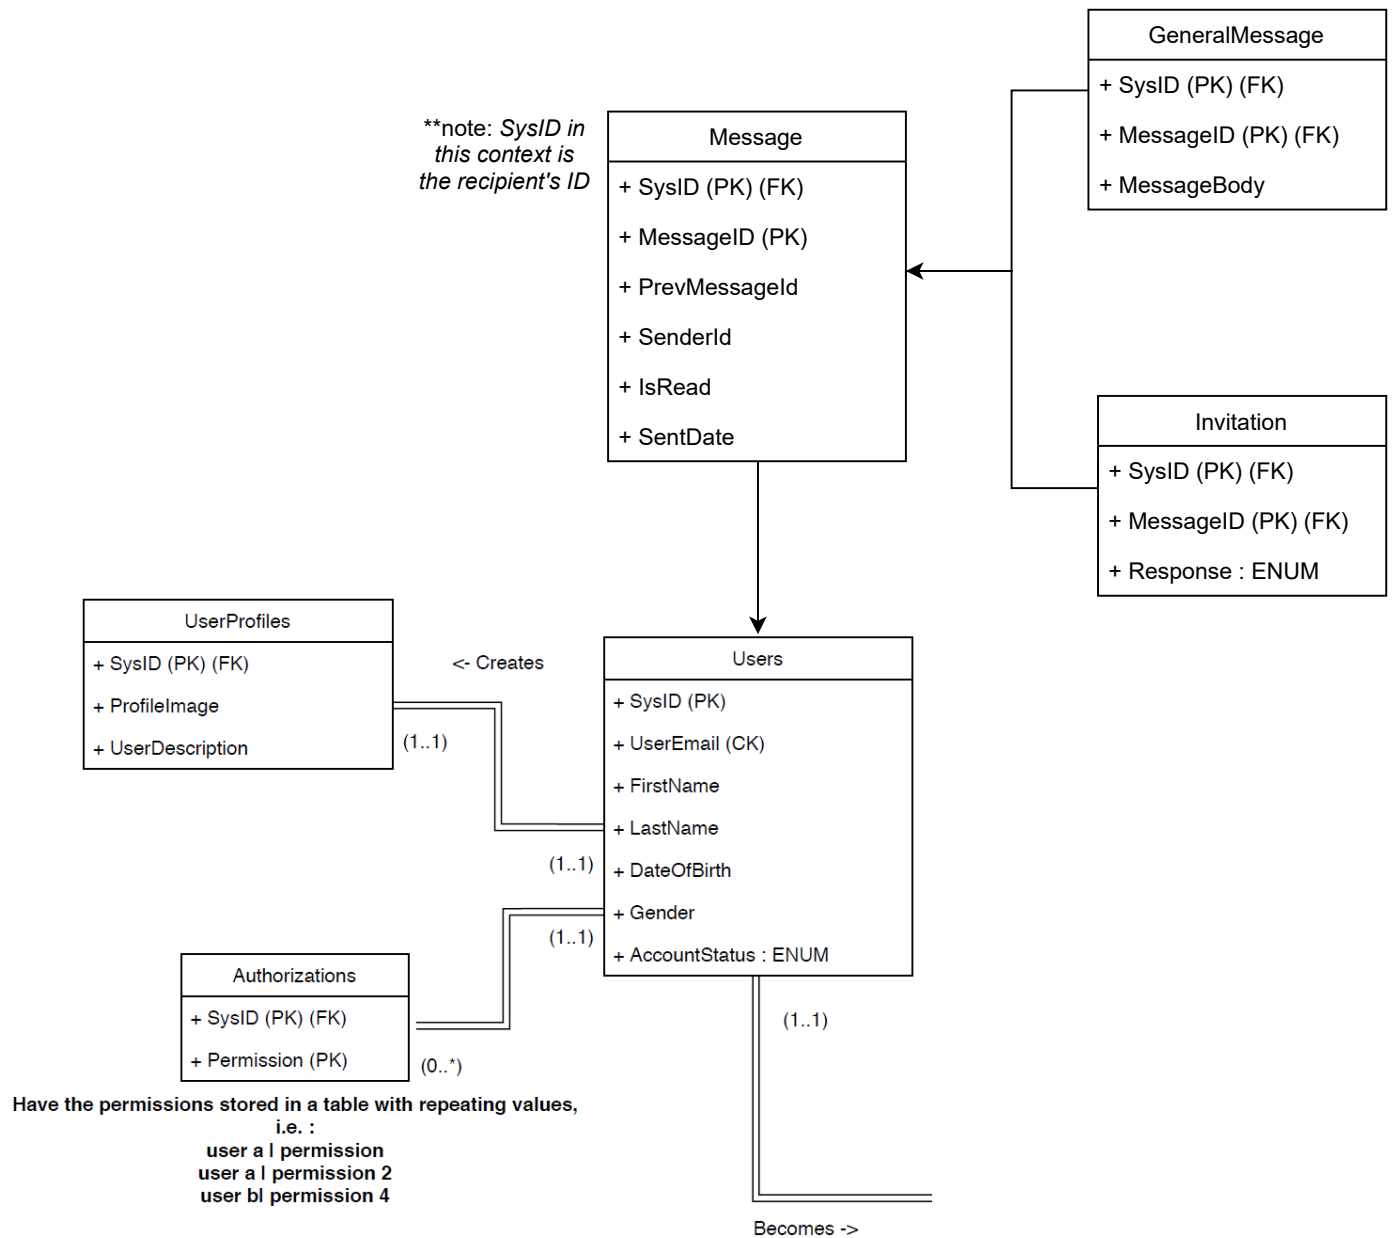 GeneralMessage
+ SysID (PK) (FK)
+ MessageID (PK) (FK)
+ MessageBody
**note: SysID in
this context is
the recipient's ID
Message
+ SysID (PK) (FK)
+ MessageID (PK)
+ PrevMessageId
+ SenderId
+ IsRead
+ SentDate
Invitation
+ SysID (PK) (FK)
+ MessageID (PK) (FK)
+ Response : ENUM
UserProfiles
+ SysID (PK) (FK)
+ ProfileImage
+ UserDescription
<- Creates
(1..1)
(1..1)
Users
+ SysID (PK)
+ UserEmail (CK)
+ FirstName
+ LastName
+ DateOfBirth
+ Gender
+ AccountStatus : ENUM
(1..1)
Authorizations
+ SysID (PK) (FK)
+ Permission (PK)
(0..*)
(1..1)
Have the permissions stored in a table with repeating values,
i.e. :
user a | permission
user a | permission 2
user b| permission 4
Becomes ->